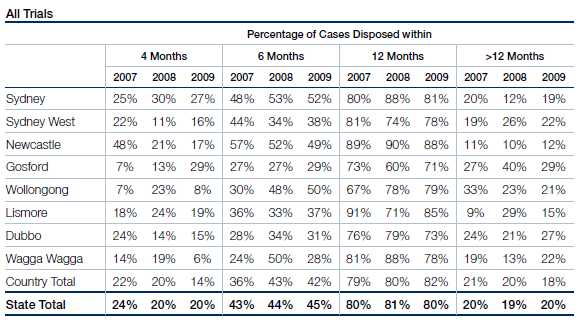 All Trials
Percentage of Cases Disposed within
4 Months 6 Months 12 Months >12 Months
2007 2008 2009 2007 2008 2009 2007 2008 2009 2007 2008 2009
Sydney 25% 30% 27% 48% 53% 52% 80% 88% 81% 20% 12% 19%
Sydney West 22% 11% 16% 44% 34% 38% 81% 74% 78% 19% 26% 22%
Newcastle 48% 21% 17% 57% 52% 49% 89% 90% 88% 11% 10% 12%
Gosford 7% 13% 29% 27% 27% 29% 73% 60% 71% 27% 40% 29%
Wollongong 7% 23% 8% 30% 48% 50% 67% 78% 79% 33% 23% 21%
Lismore 18% 24% 19% 36% 33% 37% 91% 71% 85% 9% 29% 15%
Dubbo 24% 14% 15% 28% 34% 31% 76% 79% 73% 24% 21% 27%
Wagga Wagga 14% 19% 6% 24% 50% 28% 81% 88% 78% 19% 13% 22%
Country Total 22% 20% 14% 36% 43% 42% 79% 80% 82% 21% 20% 18%
State Total 24% 20% 20% 43% 44% 45% 80% 81% 80% 20% 19% 20%